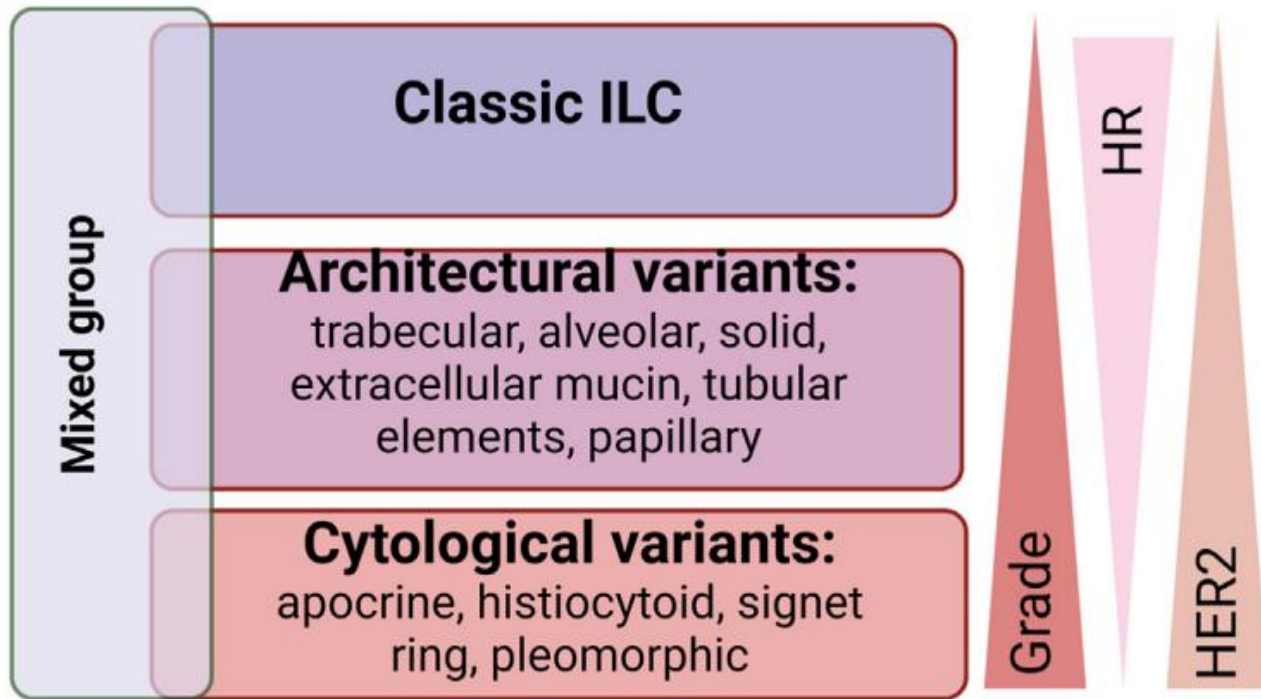 Mixed group
Classic ILC
Architectural variants:
trabecular, alveolar, solid,
extracellular mucin, tubular
elements, papillary
Cytological variants:
apocrine, histiocytoid, signet
ring, pleomorphic
Grade
HR
HER2